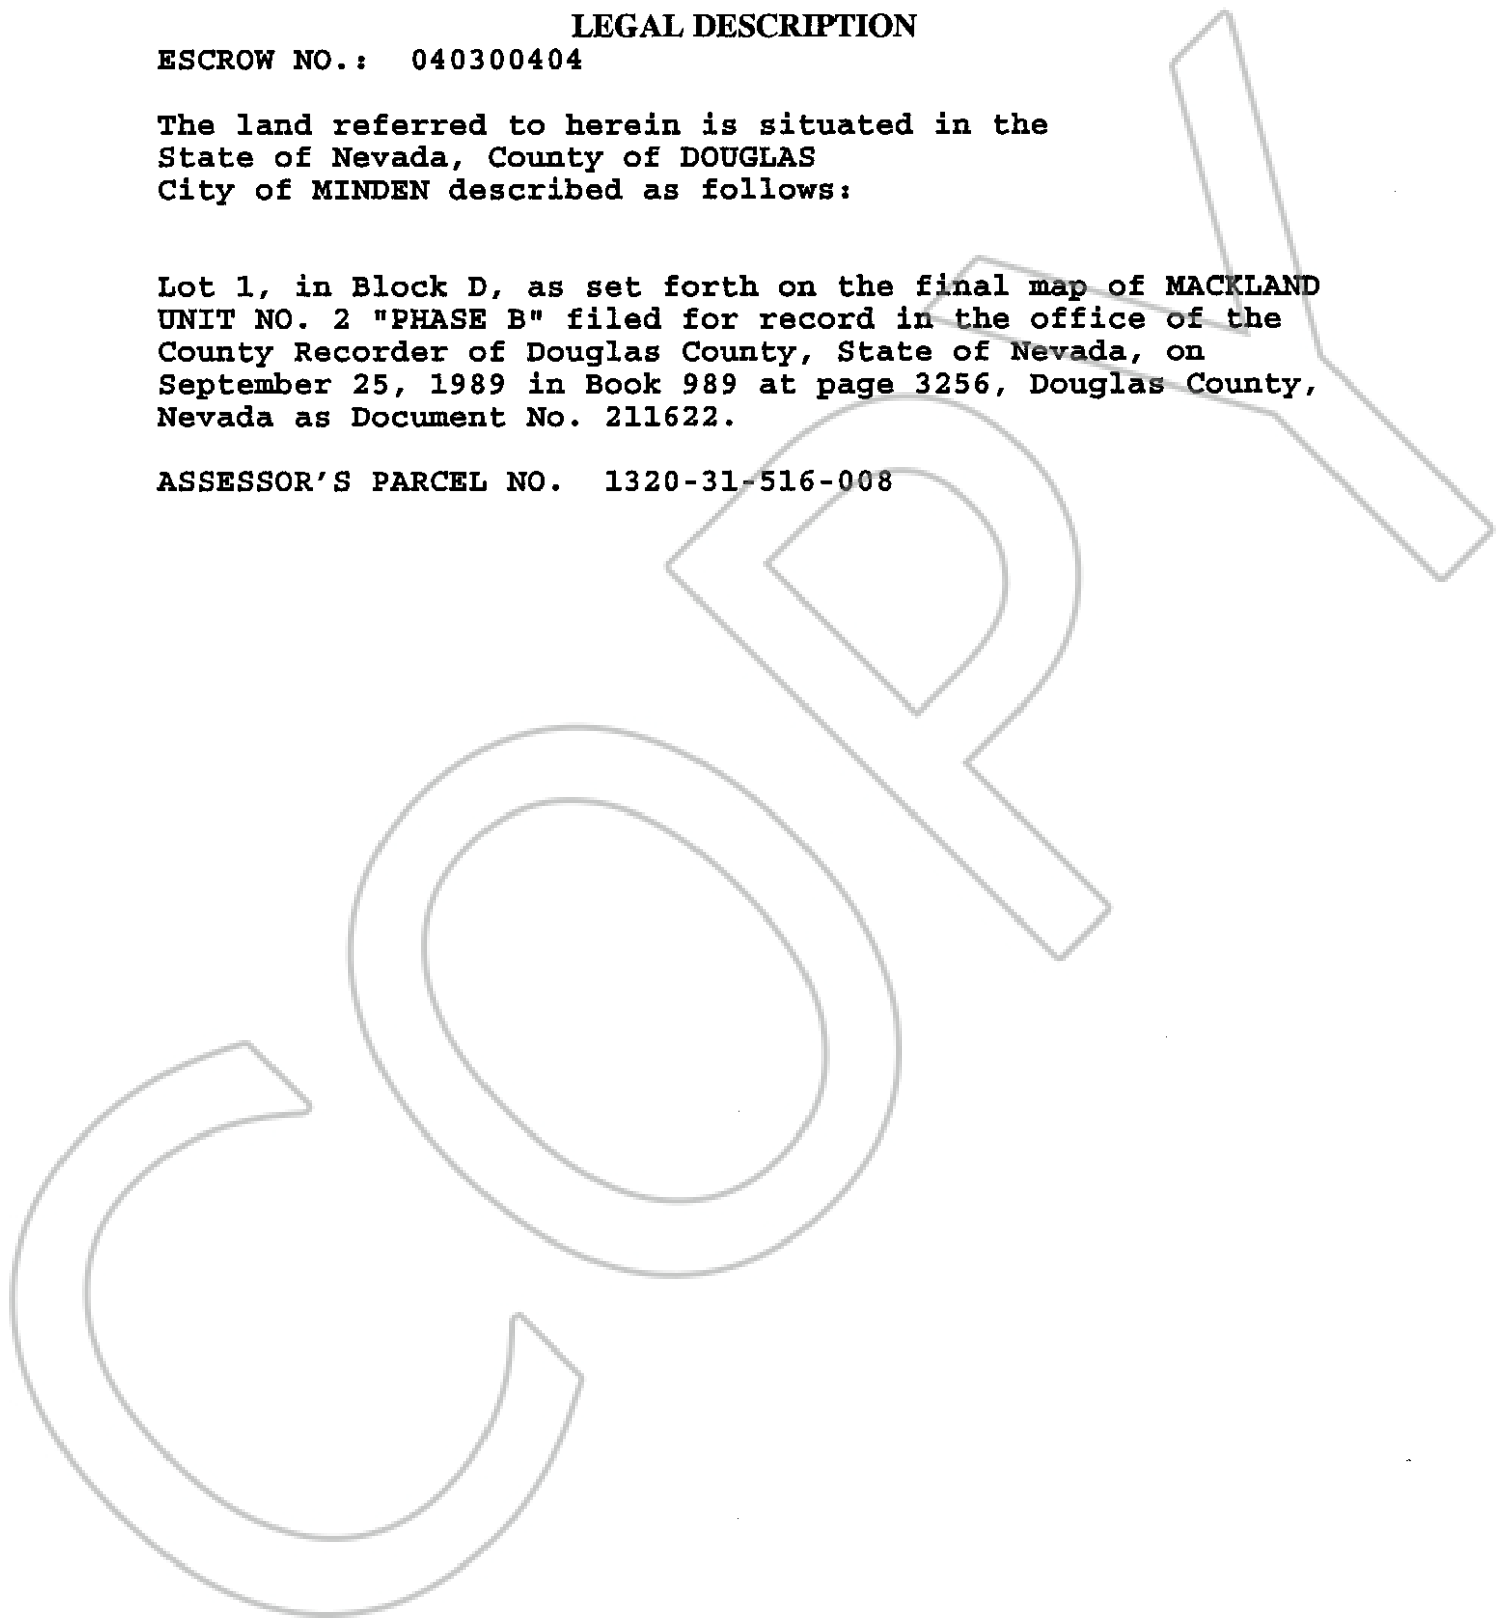 LEGAL DESCRIPTION
ESCROW NO.: 040300404
The land referred to herein is situated in the
State of Nevada, County of DOUGLAS
City of MINDEN described as follows:
Lot 1, in Block D, as set forth on the final map of MACKLAND
UNIT NO. 2 "PHASE B" filed for record in the office of the
County Recorder of Douglas County, State of Nevada, on
September 25, 1989 in Book 989 at page 3256, Douglas County,
Nevada as Document No. 211622.
ASSESSOR'S PARCEL NO. 1320-31-516-008
COPY